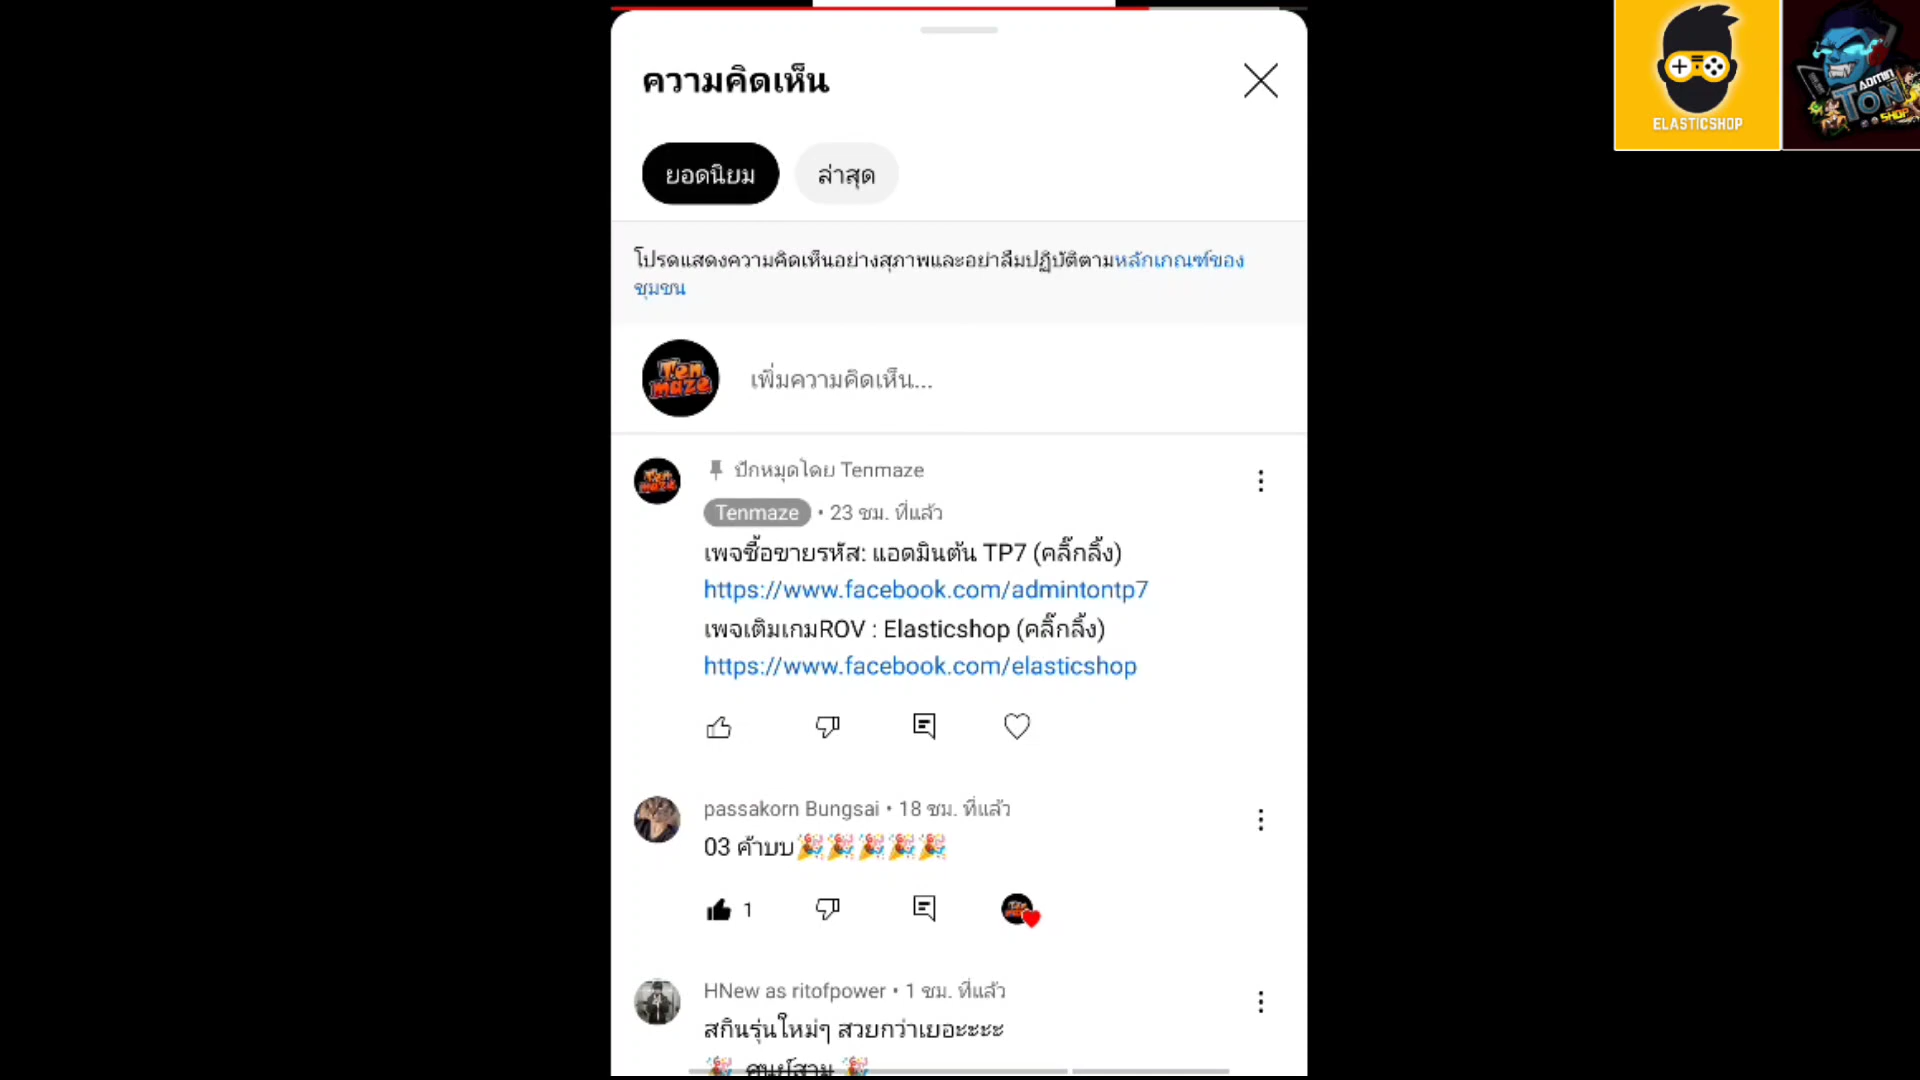 ELASTICSHOP
ADMIN
TON
SHOP
ความคิดเห็น
ยอดนิยม
ล่าสุด
โปรดแสดงความคิดเห็นอย่างสุภาพและอย่าลืมปฏิบัติตามหลักเกณฑ์ของ
ชุมชน
Ten
maze
เพิ่มความคิดเห็น...
ปักหมุดโดย Tenmaze
Tenmaze • 23 ชม. ที่แล้ว
เพจซื้อขายรหัส: แอดมินต้น TP7 (คลิ๊กลิ้ง)
https://www.facebook.com/admintontp7
เพจเติมเกมROV : Elasticshop (คลิ๊กลิ้ง)
https://www.facebook.com/elasticshop
passakorn Bungsai • 18 ชม. ที่แล้ว
03 ค้าบบ🎉🎉🎉🎉🎉
1
HNew as ritofpower • 1 ชม. ที่แล้ว
สกินรุ่นใหม่ๆ สวยกว่าเยอะะะะ
🎉 ศูนย์สาม 🎉